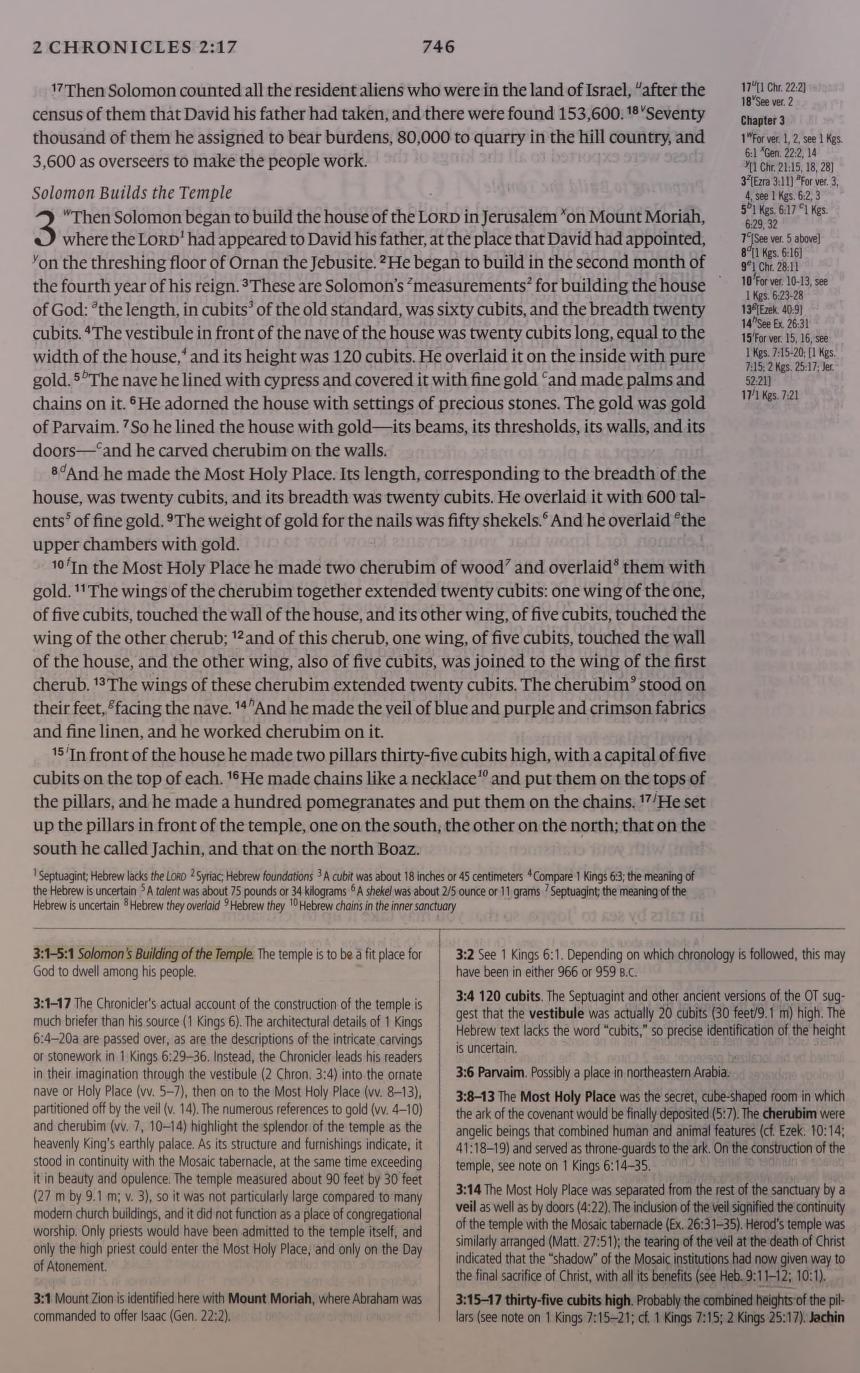 2 CHRONICLES 2:17
746
17 Then Solomon counted all the resident aliens who were in the land of Israel, u after the
census of them that David his father had taken, and there were found 153,600. 18 v Seventy
thousand of them he assigned to bear burdens, 80,000 to quarry in the hill country, and
3,600 as overseers to make the people work.
Solomon Builds the Temple
3 w Then Solomon began to build the house of the LORD in Jerusalem x on Mount Moriah,
where the LORD 1 had appeared to David his father, at the place that David had appointed,
y on the threshing floor of Ornan the Jebusite. 2 He began to build in the second month of
the fourth year of his reign. 3 These are Solomon's z measurements 2 for building the house
of God: a the length, in cubits 3 of the old standard, was sixty cubits, and the breadth twenty
cubits. 4 The vestibule in front of the nave of the house was twenty cubits long, equal to the
width of the house, 4 and its height was 120 cubits. He overlaid it on the inside with pure
gold. 5 b The nave he lined with cypress and covered it with fine gold c and made palms and
chains on it. 6 He adorned the house with settings of precious stones. The gold was gold
of Parvaim. 7 So he lined the house with gold—its beams, its thresholds, its walls, and its
doors— c and he carved cherubim on the walls.
8 d And he made the Most Holy Place. Its length, corresponding to the breadth of the
house, was twenty cubits, and its breadth was twenty cubits. He overlaid it with 600 tal-
ents 5 of fine gold. 9 The weight of gold for the nails was fifty shekels. 6 And he overlaid e the
upper chambers with gold.
10 f In the Most Holy Place he made two cherubim of wood 7 and overlaid 8 them with
gold. 11 The wings of the cherubim together extended twenty cubits: one wing of the one,
of five cubits, touched the wall of the house, and its other wing, of five cubits, touched the
wing of the other cherub; 12 and of this cherub, one wing, of five cubits, touched the wall
of the house, and the other wing, also of five cubits, was joined to the wing of the first
cherub. 13 The wings of these cherubim extended twenty cubits. The cherubim 9 stood on
their feet, g facing the nave. 14 h And he made the veil of blue and purple and crimson fabrics
and fine linen, and he worked cherubim on it.
15 i In front of the house he made two pillars thirty-five cubits high, with a capital of five
cubits on the top of each. 16 He made chains like a necklace 10 and put them on the tops of
the pillars, and he made a hundred pomegranates and put them on the chains. 17 j He set
up the pillars in front of the temple, one on the south, the other on the north; that on the
south he called Jachin, and that on the north Boaz.
1 Septuagint; Hebrew lacks the LORD 2 Syriac; Hebrew foundations 3 A cubit was about 18 inches or 45 centimeters 4 Compare 1 Kings 6:3; the meaning of
the Hebrew is uncertain 5 A talent was about 75 pounds or 34 kilograms 6 A shekel was about 2/5 ounce or 11 grams 7 Septuagint; the meaning of the
Hebrew is uncertain 8 Hebrew they overlaid 9 Hebrew they 10 Hebrew chains in the inner sanctuary
17 u [1 Chr. 22:2]
18 v See ver. 2
Chapter 3
1 w For ver. 1, 2, see 1 Kgs.
6:1 x Gen. 22:2, 14
y [1 Chr. 21:15, 18, 28]
3 z [Ezra 3:11] a For ver. 3,
4, see 1 Kgs. 6:2, 3
5 b 1 Kgs. 6:17 c 1 Kgs.
6:29, 32
7 c [See ver. 5 above]
8 d [1 Kgs. 6:16]
9 e 1 Chr. 28:11
10 f For ver. 10-13, see
1 Kgs. 6:23-28
13 g [Ezek. 40:9]
14 h See Ex. 26:31
15 i For ver. 15, 16, see
1 Kgs. 7:15-20; [1 Kgs.
7:15; 2 Kgs. 25:17; Jer.
52:21]
17 j 1 Kgs. 7:21
3:1–5:1 Solomon's Building of the Temple. The temple is to be a fit place for
God to dwell among his people.
3:1–17 The Chronicler's actual account of the construction of the temple is
much briefer than his source (1 Kings 6). The architectural details of 1 Kings
6:4–20a are passed over, as are the descriptions of the intricate carvings
or stonework in 1 Kings 6:29–36. Instead, the Chronicler leads his readers
in their imagination through the vestibule (2 Chron. 3:4) into the ornate
nave or Holy Place (vv. 5–7), then on to the Most Holy Place (vv. 8–13),
partitioned off by the veil (v. 14). The numerous references to gold (vv. 4–10)
and cherubim (vv. 7, 10–14) highlight the splendor of the temple as the
heavenly King's earthly palace. As its structure and furnishings indicate, it
stood in continuity with the Mosaic tabernacle, at the same time exceeding
it in beauty and opulence. The temple measured about 90 feet by 30 feet
(27 m by 9.1 m; v. 3), so it was not particularly large compared to many
modern church buildings, and it did not function as a place of congregational
worship. Only priests would have been admitted to the temple itself, and
only the high priest could enter the Most Holy Place, and only on the Day
of Atonement.
3:1 Mount Zion is identified here with Mount Moriah, where Abraham was
commanded to offer Isaac (Gen. 22:2).
3:2 See 1 Kings 6:1. Depending on which chronology is followed, this may
have been in either 966 or 959 B.C.
3:4 120 cubits. The Septuagint and other ancient versions of the OT sug-
gest that the vestibule was actually 20 cubits (30 feet/9.1 m) high. The
Hebrew text lacks the word "cubits," so precise identification of the height
is uncertain.
3:6 Parvaim. Possibly a place in northeastern Arabia.
3:8–13 The Most Holy Place was the secret, cube-shaped room in which
the ark of the covenant would be finally deposited (5:7). The cherubim were
angelic beings that combined human and animal features (cf. Ezek. 10:14;
41:18–19) and served as throne-guards to the ark. On the construction of the
temple, see note on 1 Kings 6:14–35.
3:14 The Most Holy Place was separated from the rest of the sanctuary by a
veil as well as by doors (4:22). The inclusion of the veil signified the continuity
of the temple with the Mosaic tabernacle (Ex. 26:31–35). Herod's temple was
similarly arranged (Matt. 27:51); the tearing of the veil at the death of Christ
indicated that the "shadow" of the Mosaic institutions had now given way to
the final sacrifice of Christ, with all its benefits (see Heb. 9:11–12; 10:1).
3:15–17 thirty-five cubits high. Probably the combined heights of the pil-
lars (see note on 1 Kings 7:15–21; cf. 1 Kings 7:15; 2 Kings 25:17). Jachin